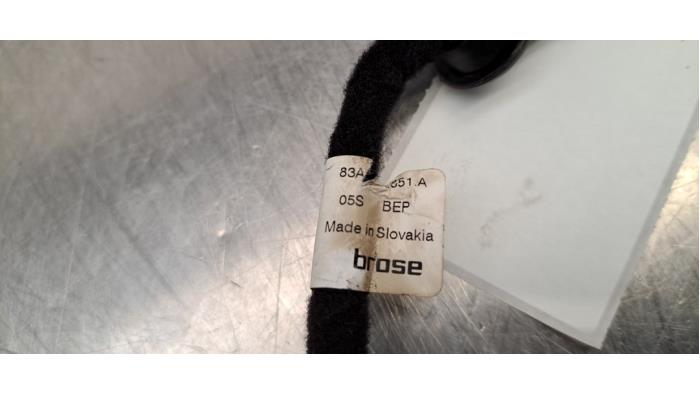 83A 851.A
05S BEP
Made in Slovakia
brose